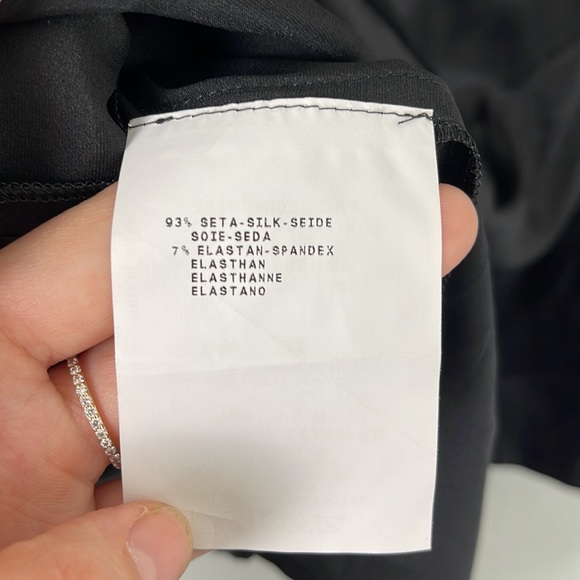 93% SETA-SILK-SEIDE
SOIE-SEDA
7% ELASTAN-SPANDEX
ELASTHAN
ELASTHANNE
ELASTANO